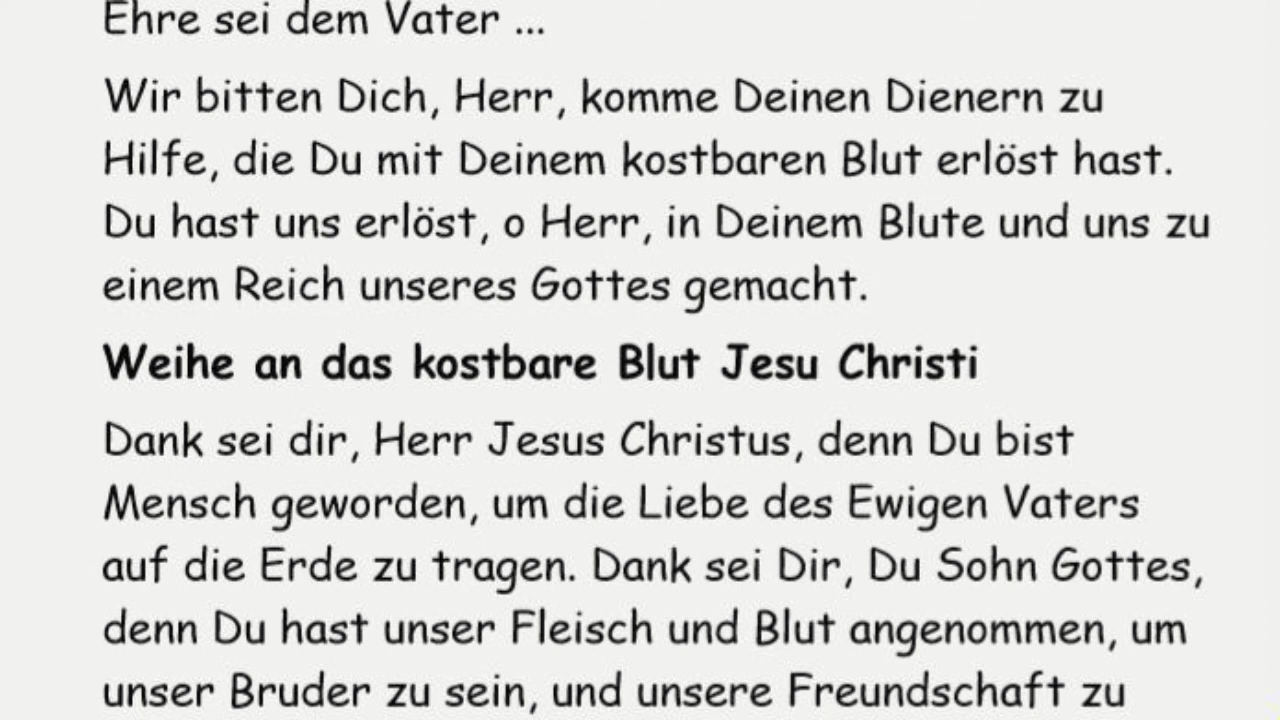 Ehre sei dem Vater ...
Wir bitten Dich, Herr, komme Deinen Dienern zu
Hilfe, die Du mit Deinem kostbaren Blut erlöst hast.
Du hast uns erlöst, o Herr, in Deinem Blute und uns zu
einem Reich unseres Gottes gemacht.
Weihe an das kostbare Blut Jesu Christi
Dank sei dir, Herr Jesus Christus, denn Du bist
Mensch geworden, um die Liebe des Ewigen Vaters
auf die Erde zu tragen. Dank sei Dir, Du Sohn Gottes,
denn Du hast unser Fleisch und Blut angenommen, um
unser Bruder zu sein, und unsere Freundschaft zu